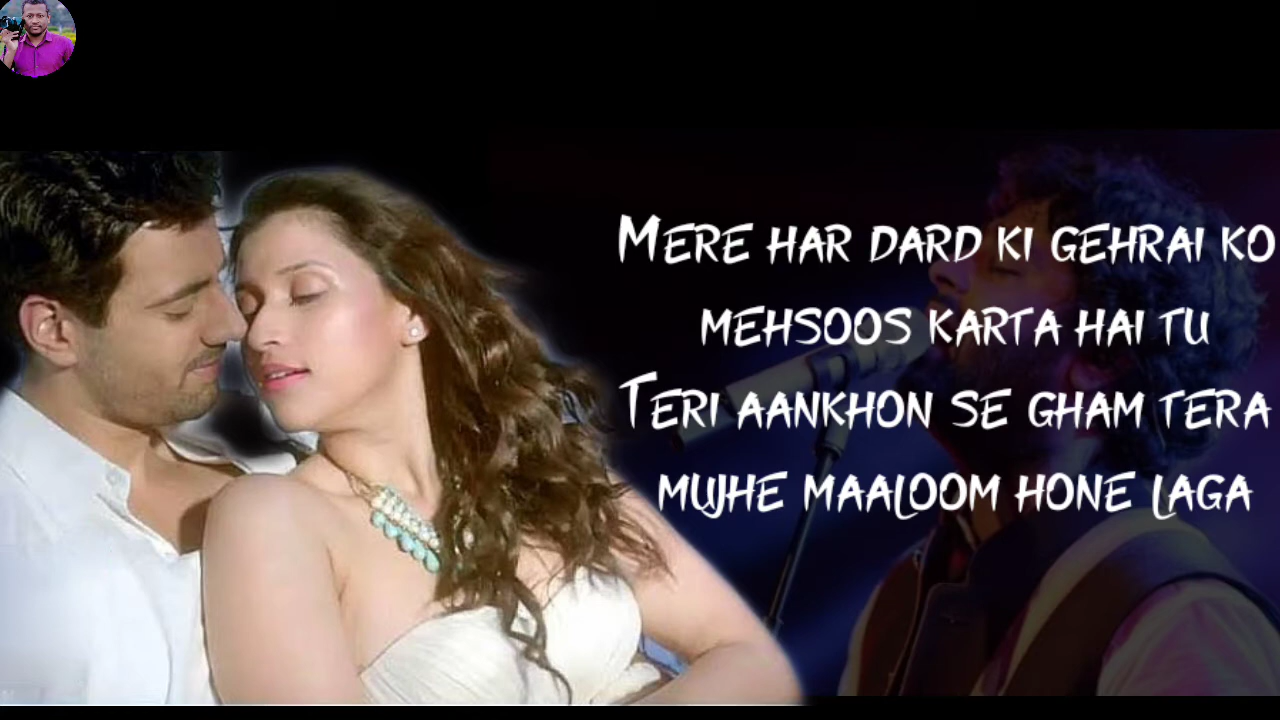 Mere har dard ki gehrai ko
mehsoos karta hai tu
Teri aankhon se gham tera
mujhe maaloom hone laga